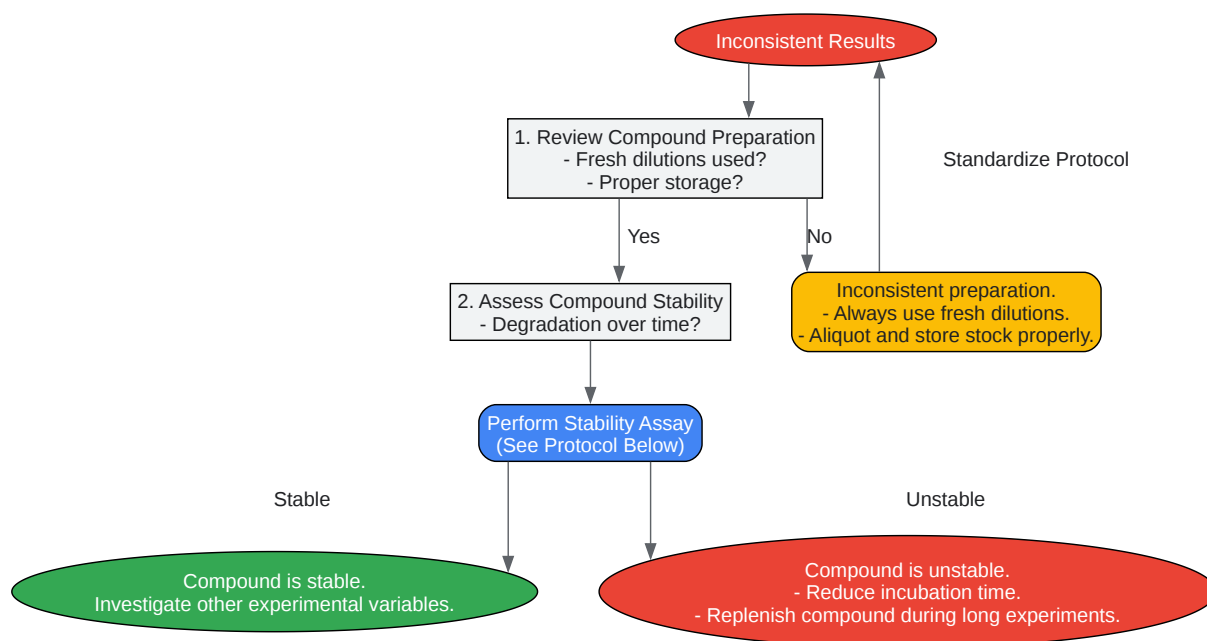 Inconsistent Results
1. Review Compound Preparation
- Fresh dilutions used?
- Proper storage?
Standardize Protocol
Yes
No
2. Assess Compound Stability
- Degradation over time?
Inconsistent preparation.
- Always use fresh dilutions.
- Aliquot and store stock properly.
Perform Stability Assay
(See Protocol Below)
Stable
Unstable
Compound is stable.
Investigate other experimental variables.
Compound is unstable.
- Reduce incubation time.
- Replenish compound during long experiments.